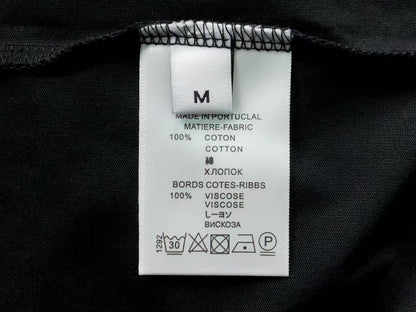 M
MADE IN PORTUCLAL
MATIERE-FABRIC
100% COTON
COTTON
綿
ХЛОПОК
BORDS COTES-RIBBS
100% VISCOSE
VISCOSE
レーヨソ
ВИСКОЗА
1292
30
P